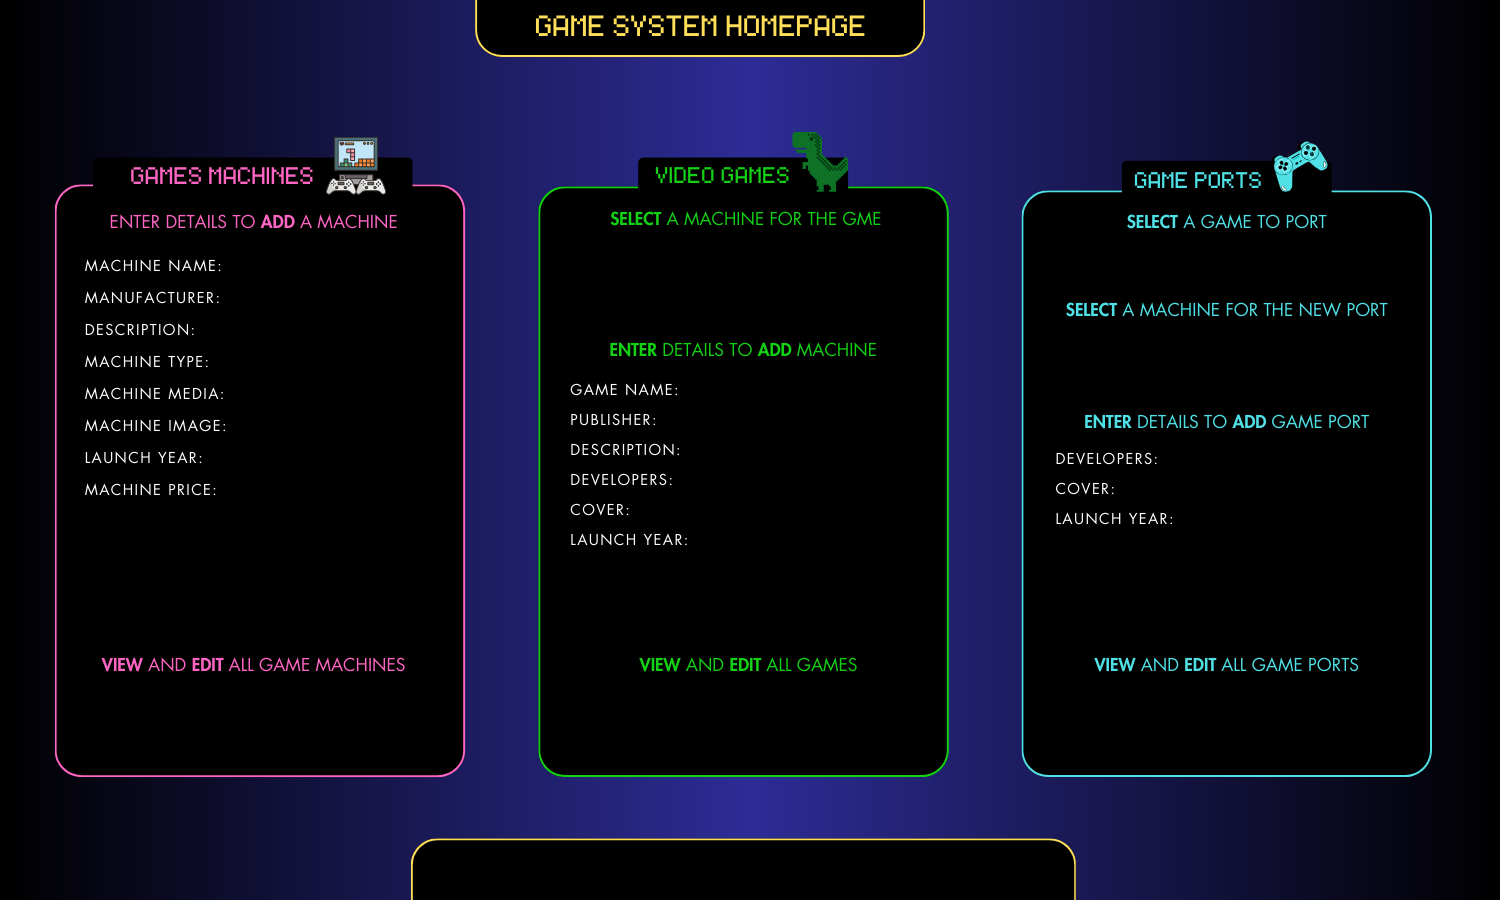 GAME SYSTEM HOMEPAGE
GAMES MACHINES
ENTER DETAILS TO ADD A MACHINE
MACHINE NAME:
MANUFACTURER:
DESCRIPTION:
MACHINE TYPE:
MACHINE MEDIA:
MACHINE IMAGE:
LAUNCH YEAR:
MACHINE PRICE:
VIEW AND EDIT ALL GAME MACHINES
VIDEO GAMES
SELECT A MACHINE FOR THE GME
ENTER DETAILS TO ADD MACHINE
GAME NAME:
PUBLISHER:
DESCRIPTION:
DEVELOPERS:
COVER:
LAUNCH YEAR:
VIEW AND EDIT ALL GAMES
GAME PORTS
SELECT A GAME TO PORT
SELECT A MACHINE FOR THE NEW PORT
ENTER DETAILS TO ADD GAME PORT
DEVELOPERS:
COVER:
LAUNCH YEAR:
VIEW AND EDIT ALL GAME PORTS